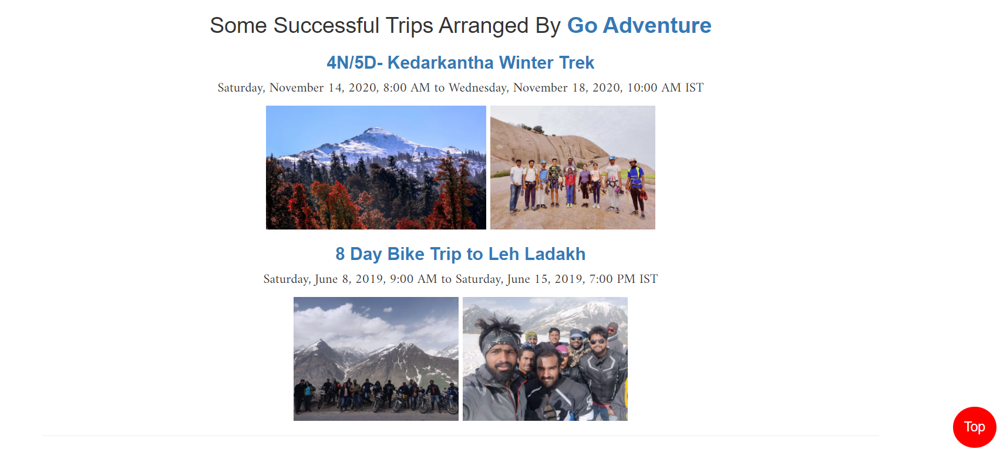 Some Successful Trips Arranged By Go Adventure
4N/5D- Kedarkantha Winter Trek
Saturday, November 14, 2020, 8:00 AM to Wednesday, November 18, 2020, 10:00 AM IST
8 Day Bike Trip to Leh Ladakh
Saturday, June 8, 2019, 9:00 AM to Saturday, June 15, 2019, 7:00 PM IST
Top